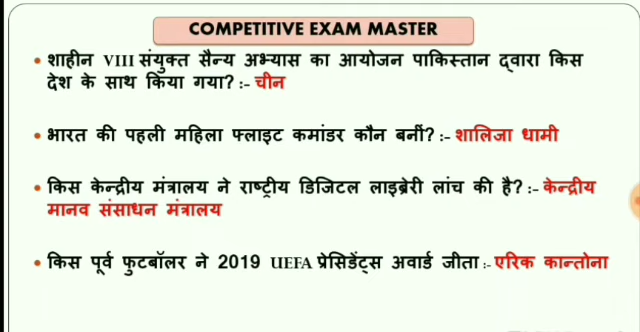 COMPETITIVE EXAM MASTER
• शाहीन VIII संयुक्त सैन्य अभ्यास का आयोजन पाकिस्तान द्वारा किस
देश के साथ किया गया? :- चीन
• भारत की पहली महिला फ्लाइट कमांडर कौन बनीं? :- शालिजा धामी
• किस केन्द्रीय मंत्रालय ने राष्ट्रीय डिजिटल लाइब्रेरी लांच की है? :- केन्द्रीय
मानव संसाधन मंत्रालय
• किस पूर्व फुटबॉलर ने 2019 UEFA प्रेसिडेंट्स अवार्ड जीता :- एरिक कान्तोना